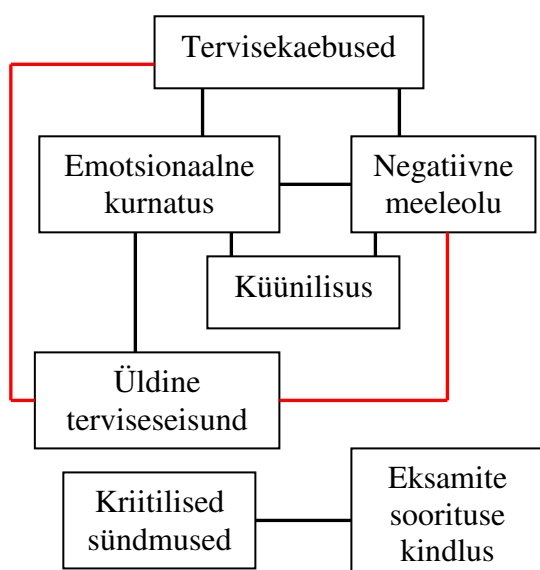 Tervisekaebused
Emotsionaalne
kurnatus
Negatiivne
meeleolu
Küünilisus
Üldine
terviseseisund
Kriitilised
sündmused
Eksamite
soorituse
kindlus